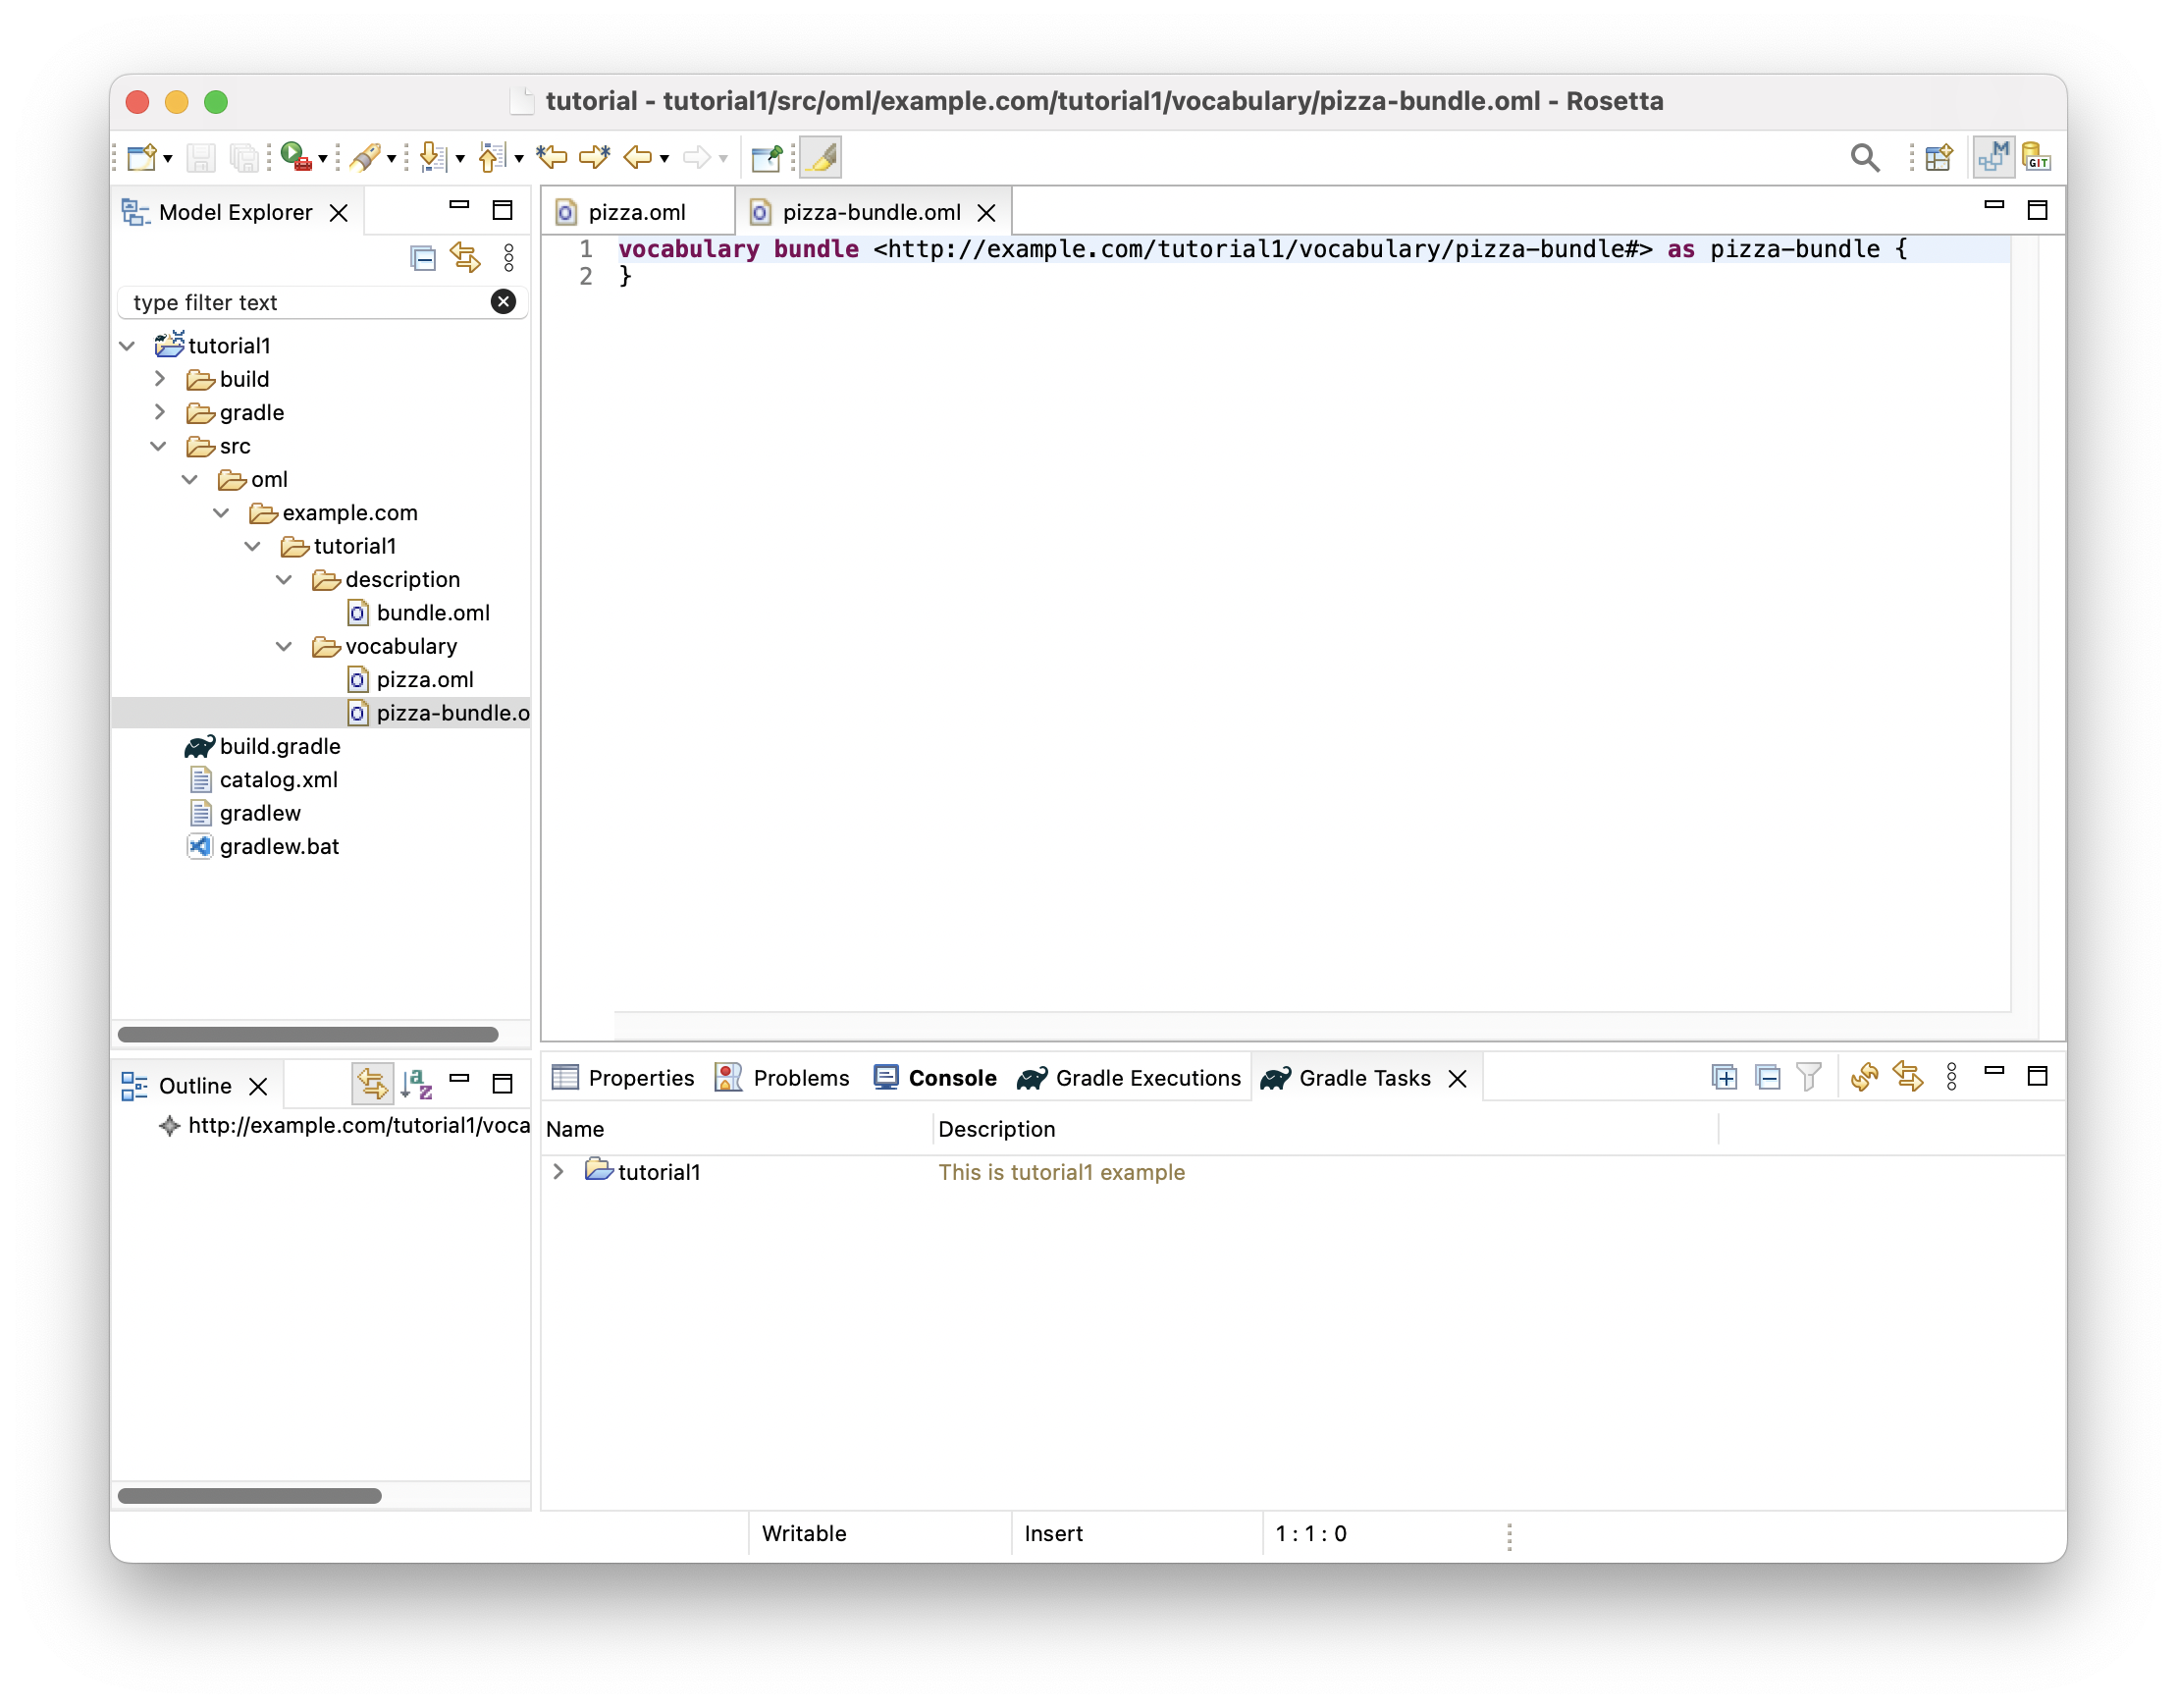 tutorial - tutorial1/src/oml/example.com/tutorial1/vocabulary/pizza-bundle.oml - Rosetta
M
GIT
Model Explorer
type filter text
tutorial1
build
gradle
src
oml
example.com
tutorial1
description
bundle.oml
vocabulary
pizza.oml
pizza-bundle.o
build.gradle
catalog.xml
gradlew
gradlew.bat
pizza.oml
pizza-bundle.oml
1 vocabulary bundle <http://example.com/tutorial1/vocabulary/pizza-bundle#> as pizza-bundle {
2 }
Outline
a z
http://example.com/tutorial1/voca
Properties Problems Console Gradle Executions Gradle Tasks
Name Description
tutorial1 This is tutorial1 example
Writable Insert 1 : 1 : 0